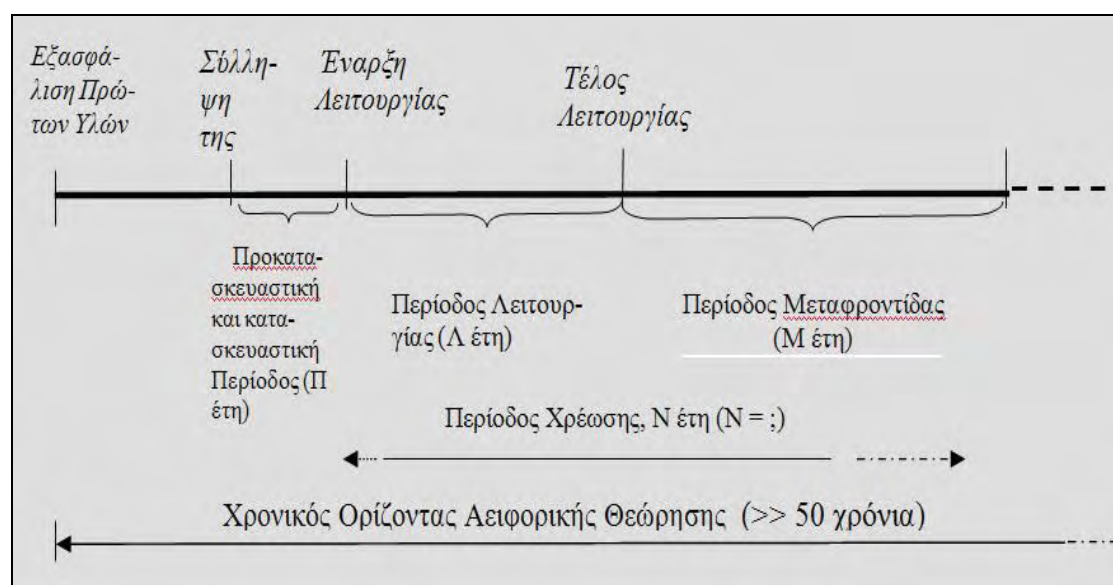 Εξασφά-
λιση Πρώ-
των Υλών
Σύλλη-
ψη
της
Έναρξη
Λειτουργίας
Τέλος
Λειτουργίας
Προκατα-
σκευαστική
και κατα-
σκευαστική
Περίοδος (Π
έτη)
Περίοδος Λειτουρ-
γίας (Λ έτη)
Περίοδος Μεταφροντίδας
(Μ έτη)
Περίοδος Χρέωσης, Ν έτη (Ν = ;)
Χρονικός Ορίζοντας Αειφορικής Θεώρησης (>> 50 χρόνια)